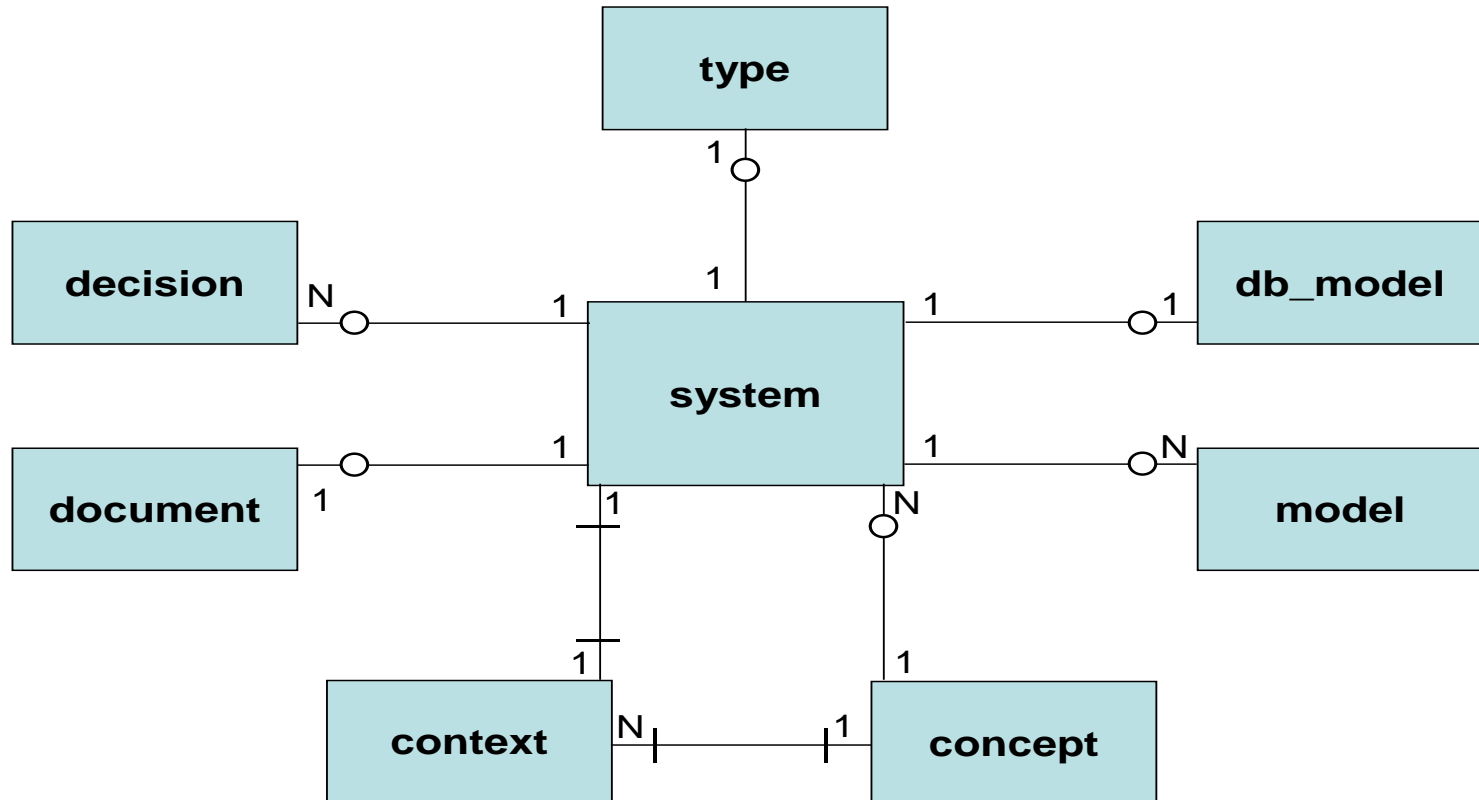 type
1
1
decision
N
1
1
1
db_model
system
document
1
1
1
N
model
1
N
1
1
context
N
1
concept